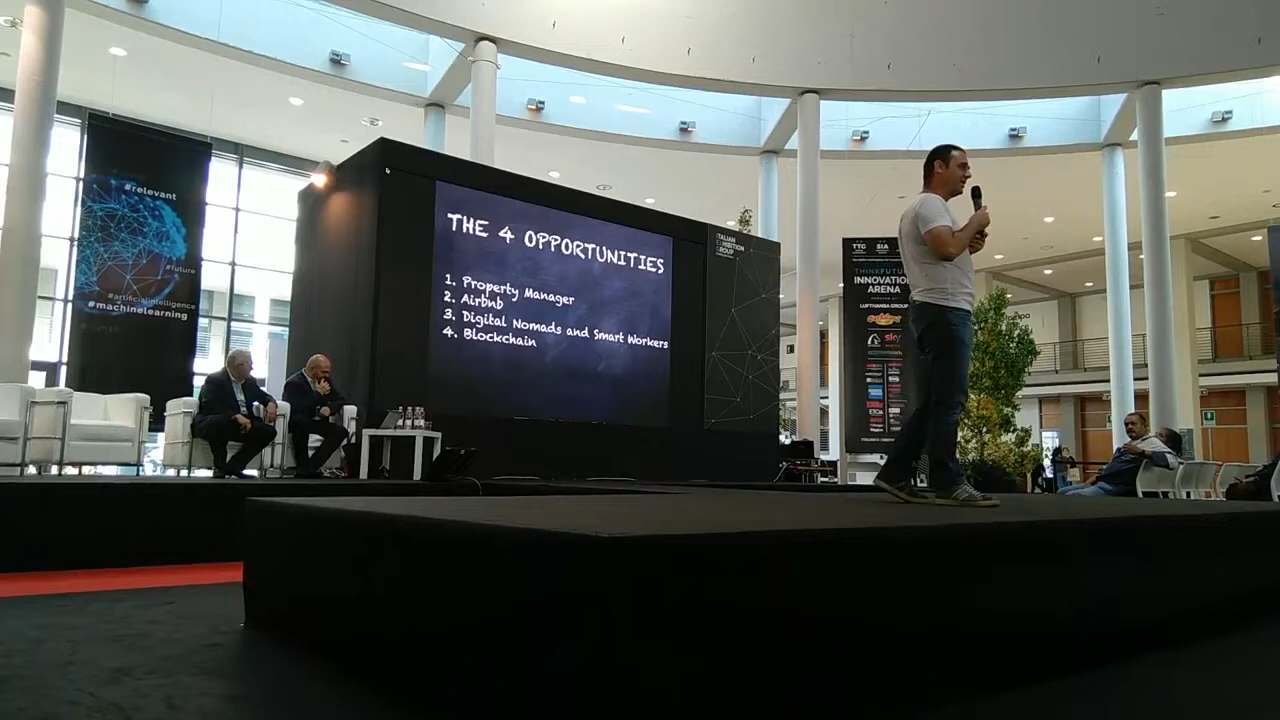 #relevant
#future
#artificialintelligence
#machinelearning
THE 4 OPPORTUNITIES
1. Property Manager
2. Airbnb
3. Digital Nomads and Smart Workers
4. Blockchain
ITALIAN
EXHIBITION
GROUP
TTG SIA
THINKFUTURE
INNOVATION
ARENA
LUFTHANSA GROUP
sky